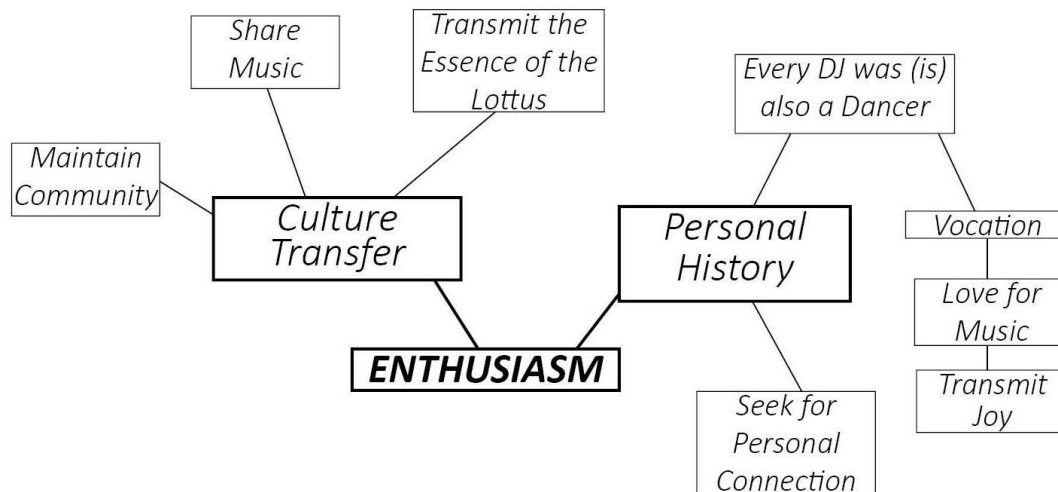 Share
Music
Transmit the
Essence of the
Lottus
Every DJ was (is)
also a Dancer
Maintain
Community
Culture
Transfer
Personal
History
Vocation
Love for
Music
ENTHUSIASM
Transmit
Joy
Seek for
Personal
Connection